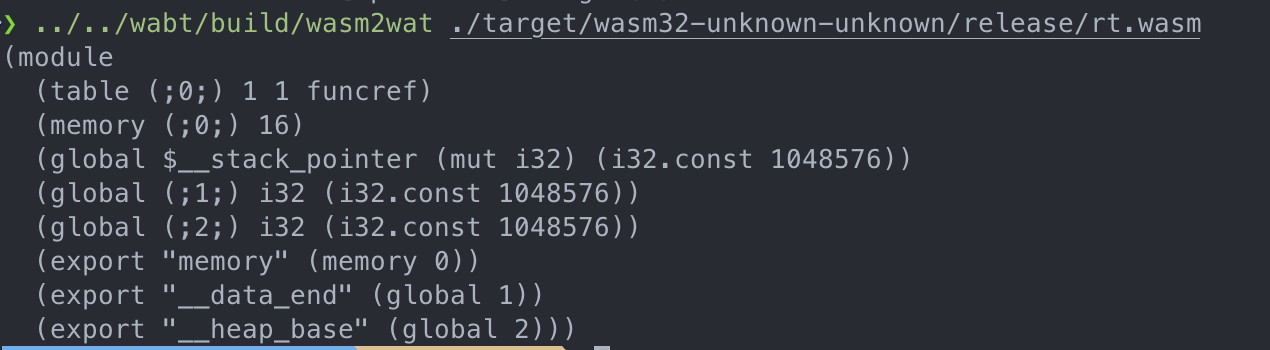 ❯ ../../wabt/build/wasm2wat ./target/wasm32-unknown-unknown/release/rt.wasm
(module
  (table (;0;) 1 1 funcref)
  (memory (;0;) 16)
  (global $__stack_pointer (mut i32) (i32.const 1048576))
  (global (;1;) i32 (i32.const 1048576))
  (global (;2;) i32 (i32.const 1048576))
  (export "memory" (memory 0))
  (export "__data_end" (global 1))
  (export "__heap_base" (global 2)))